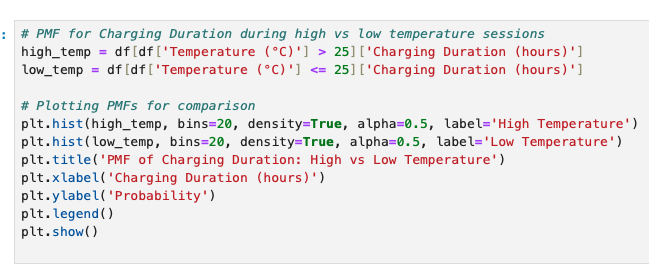 :
# PMF for Charging Duration during high vs low temperature sessions
high_temp = df[df['Temperature (°C)'] > 25]['Charging Duration (hours)']
low_temp = df[df['Temperature (°C)'] <= 25]['Charging Duration (hours)']

# Plotting PMFs for comparison
plt.hist(high_temp, bins=20, density=True, alpha=0.5, label='High Temperature')
plt.hist(low_temp, bins=20, density=True, alpha=0.5, label='Low Temperature')
plt.title('PMF of Charging Duration: High vs Low Temperature')
plt.xlabel('Charging Duration (hours)')
plt.ylabel('Probability')
plt.legend()
plt.show()